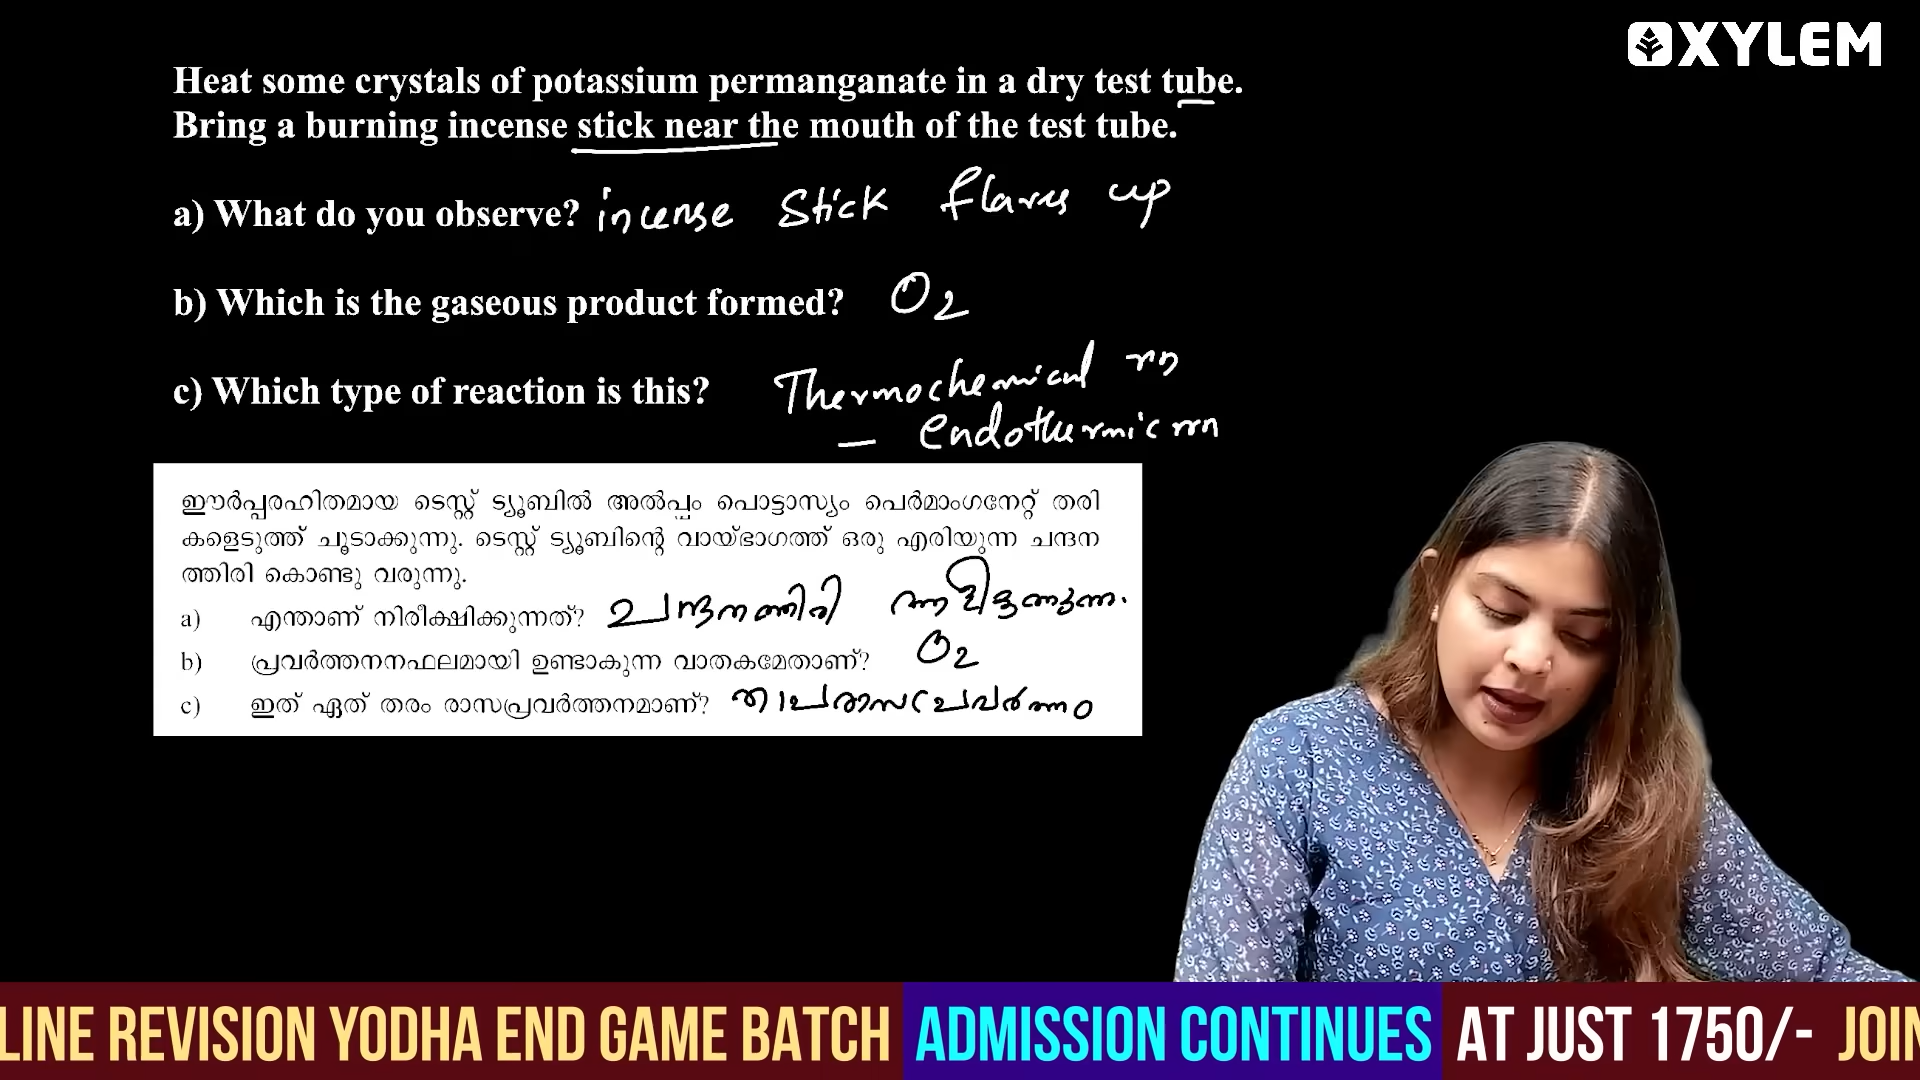 XYLEM
Heat some crystals of potassium permanganate in a dry test tube.
Bring a burning incense stick near the mouth of the test tube.
a) What do you observe? incense stick flares up
b) Which is the gaseous product formed? O2
c) Which type of reaction is this? Thermochemical rn
— endothermic rxn
ഈർപ്പരഹിതമായ ടെസ്റ്റ് ട്യൂബിൽ അൽപ്പം പൊട്ടാസ്യം പെർമാംഗനേറ്റ് തരി
കളെടുത്ത് ചൂടാക്കുന്നു. ടെസ്റ്റ് ട്യൂബിന്റെ വായ്ഭാഗത്ത് ഒരു എരിയുന്ന ചന്ദന
ത്തിരി കൊണ്ടു വരുന്നു.
a) എന്താണ് നിരീക്ഷിക്കുന്നത്? ചന്ദനത്തിരി
b) പ്രവർത്തനനഫലമായി ഉണ്ടാകുന്ന വാതകമേതാണ്? O2
c) ഇത് ഏത് തരം രാസപ്രവർത്തനമാണ്?
LINE REVISION YODHA END GAME BATCH ADMISSION CONTINUES AT JUST 1750/- JOIN